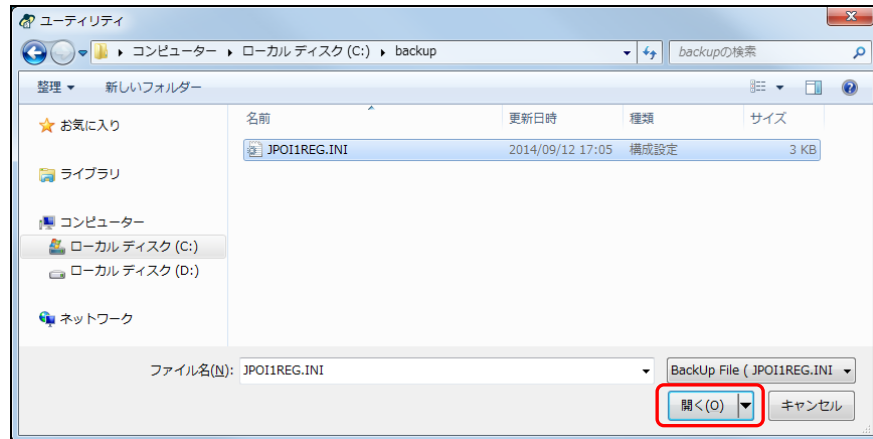 ユーティリティ
コンピューター ローカル ディスク (C:) backup backupの検索
整理 新しいフォルダー
お気に入り
ライブラリ
コンピューター
ローカル ディスク (C:)
ローカル ディスク (D:)
ネットワーク
名前 更新日時 種類 サイズ
JPOI1REG.INI 2014/09/12 17:05 構成設定 3 KB
ファイル名(N): JPOI1REG.INI BackUp File ( JPOI1REG.INI
開く(O) キャンセル